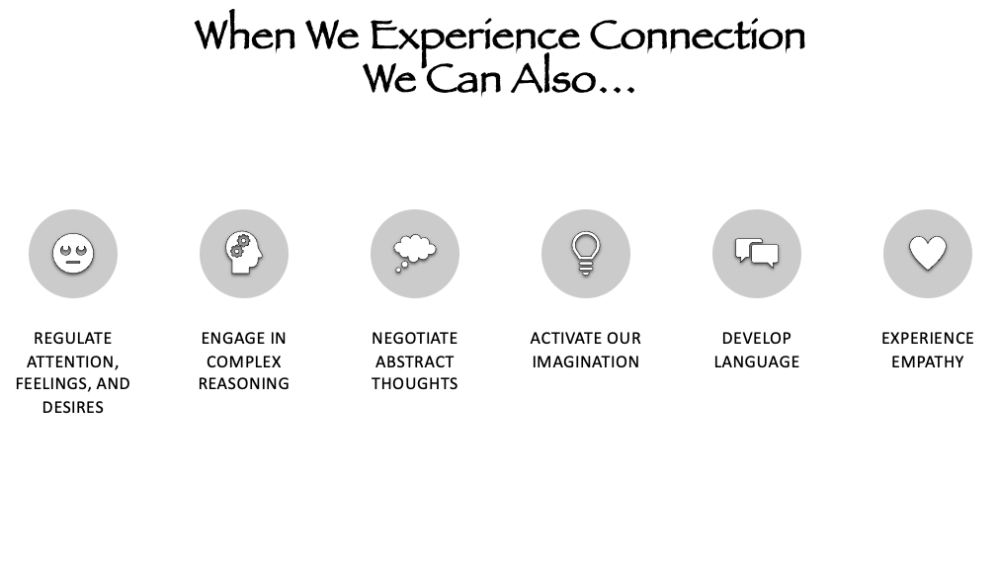 When We Experience Connection
We Can Also...
REGULATE
ATTENTION,
FEELINGS, AND
DESIRES
ENGAGE IN
COMPLEX
REASONING
NEGOTIATE
ABSTRACT
THOUGHTS
ACTIVATE OUR
IMAGINATION
DEVELOP
LANGUAGE
EXPERIENCE
EMPATHY